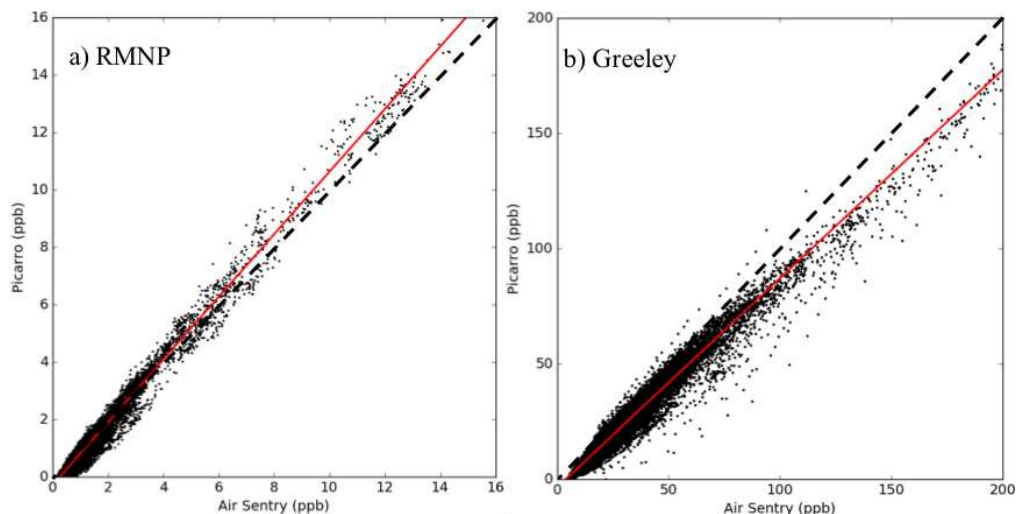 a) RMNP
16
14
12
10
8
6
4
2
0
Picarro (ppb)
0 2 4 6 8 10 12 14 16
Air Sentry (ppb)
b) Greeley
200
150
100
50
0
Picarro (ppb)
0 50 100 150 200
Air Sentry (ppb)